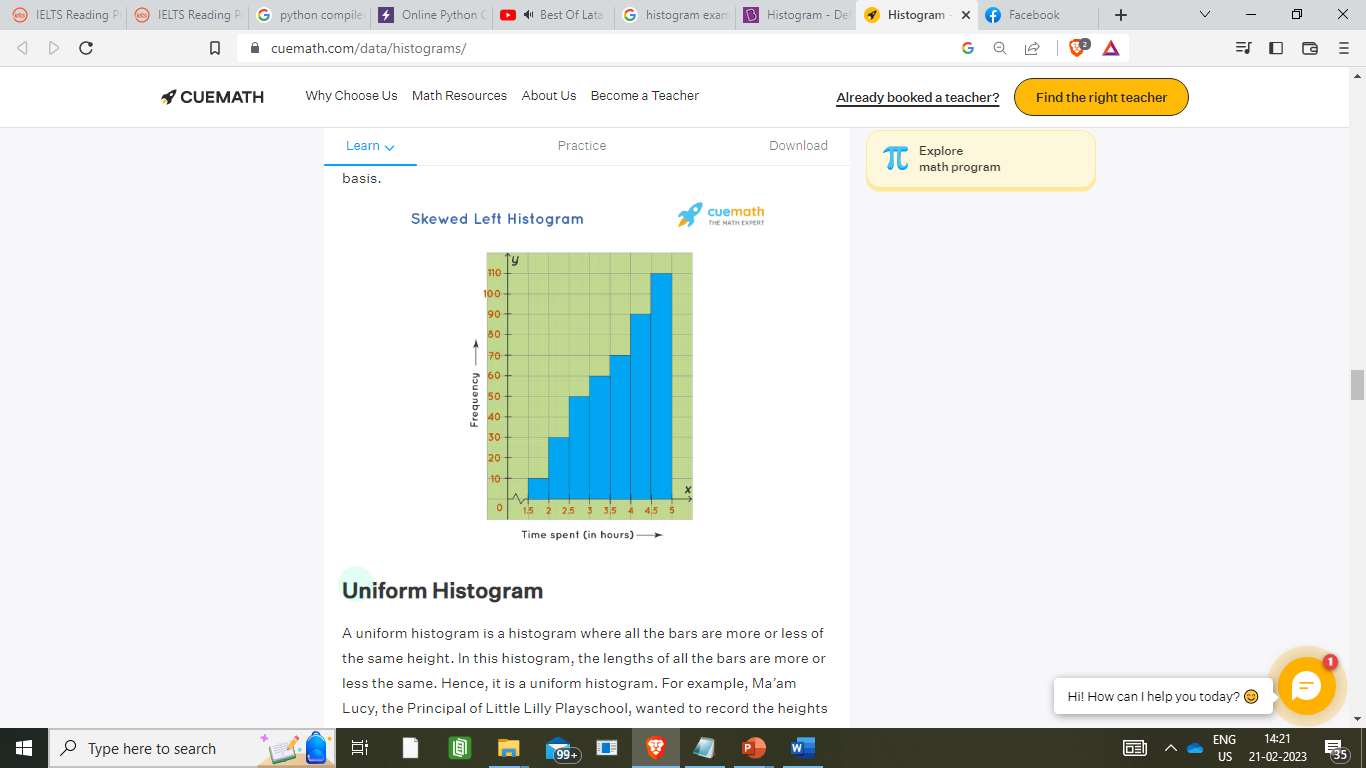 IELTS Reading P
IELTS Reading P
python compile
Online Python C
Best Of Lata
histogram exam
Histogram - De
Histogram -
Facebook
cuemath.com/data/histograms/
2
CUEMATH
Why Choose Us
Math Resources
About Us
Become a Teacher
Already booked a teacher?
Find the right teacher
Learn
Practice
Download
Explore
math program
basis.
Skewed Left Histogram
cuemath
THE MATH EXPERT
y
110
100
90
80
70
60
50
40
30
20
10
0
Frequency
x
1.5 2 2.5 3 3.5 4 4.5 5
Time spent (in hours)
Uniform Histogram
A uniform histogram is a histogram where all the bars are more or less of
the same height. In this histogram, the lengths of all the bars are more or
less the same. Hence, it is a uniform histogram. For example, Ma’am
Lucy, the Principal of Little Lilly Playschool, wanted to record the heights
1
Hi! How can I help you today? 😊
Type here to search
99+
ENG
US
14:21
21-02-2023
35